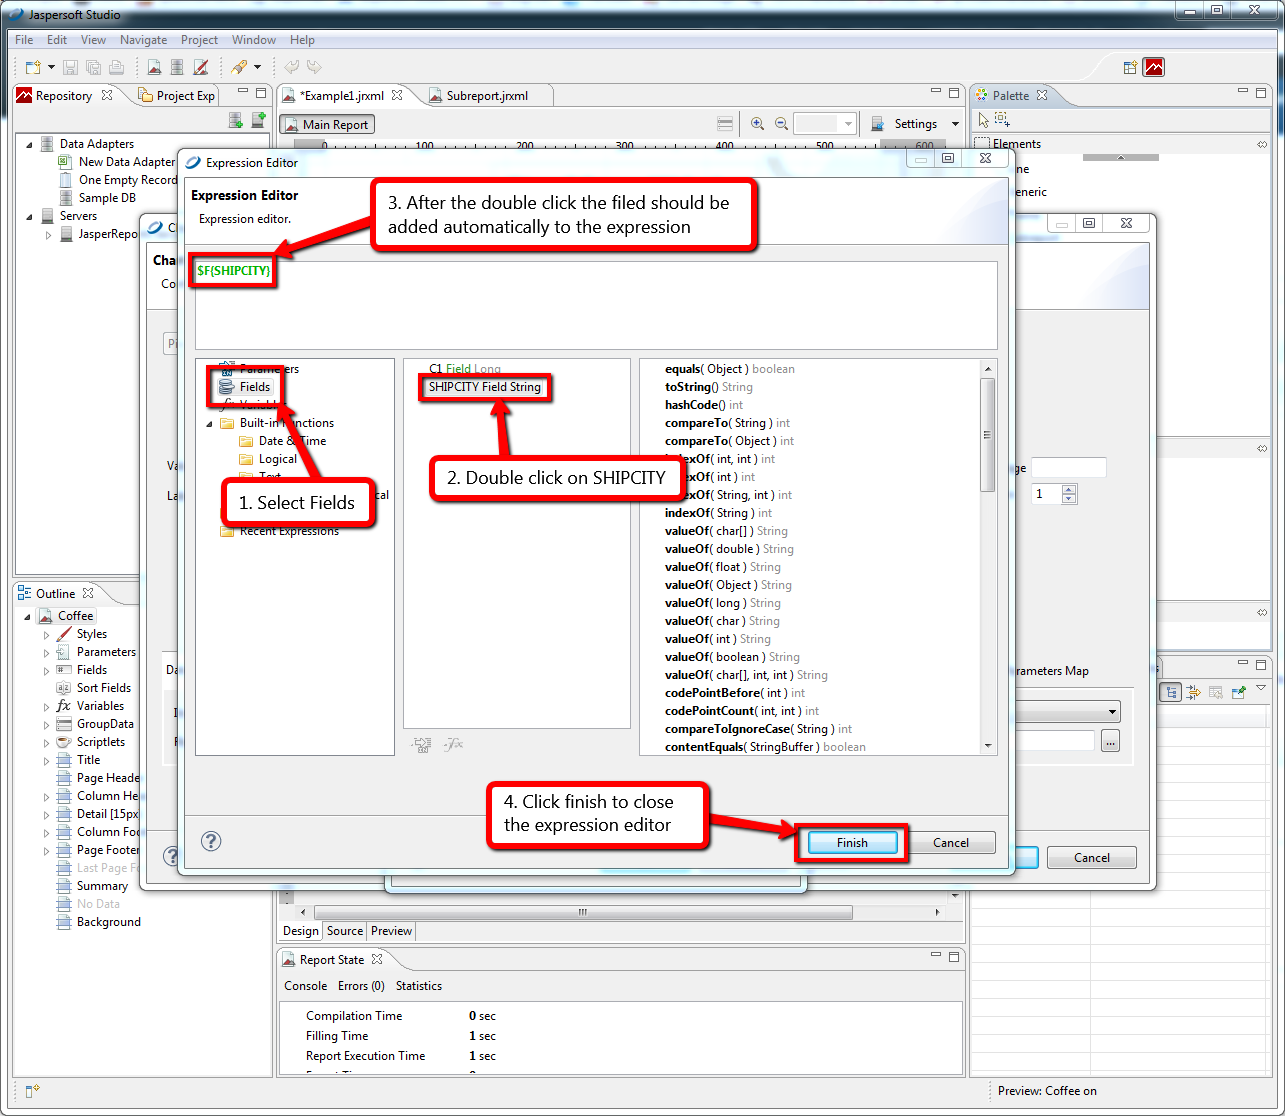 Jaspersoft Studio
File Edit View Navigate Project Window Help
Repository Project Exp
*Example1.jrxml Subreport.jrxml
Palette
Main Report
Settings
Data Adapters
New Data Adapter
One Empty Record
Sample DB
Servers
JasperRepo
0 100 200 300 400 500 600
Elements
Expression Editor
Expression Editor
Expression editor.
3. After the double click the filed should be
added automatically to the expression
$F{SHIPCITY}
Cha
Co
Pi
Va
La
Da
Parameters
Fields
Variables
Built-in Functions
Date & Time
Logical
Text
Recent Expressions
1. Select Fields
C1 Field Long
SHIPCITY Field String
2. Double click on SHIPCITY
equals( Object ) boolean
toString() String
hashCode() int
compareTo( String ) int
compareTo( Object ) int
indexOf( int, int ) int
indexOf( int ) int
indexOf( String, int ) int
indexOf( String ) int
valueOf( char[] ) String
valueOf( double ) String
valueOf( float ) String
valueOf( Object ) String
valueOf( long ) String
valueOf( char ) String
valueOf( int ) String
valueOf( boolean ) String
valueOf( char[], int, int ) String
codePointBefore( int ) int
codePointCount( int, int ) int
compareToIgnoreCase( String ) int
contentEquals( StringBuffer ) boolean
1
rameters Map
...
4. Click finish to close
the expression editor
Finish Cancel
Cancel
Outline
Coffee
Styles
Parameters
Fields
Sort Fields
Variables
GroupData
Scriptlets
Title
Page Heade
Column He
Detail [15px
Column Foo
Page Footer
Last Page Fo
Summary
No Data
Background
Design Source Preview
Report State
Console Errors (0) Statistics
Compilation Time 0 sec
Filling Time 1 sec
Report Execution Time 1 sec
Preview: Coffee on